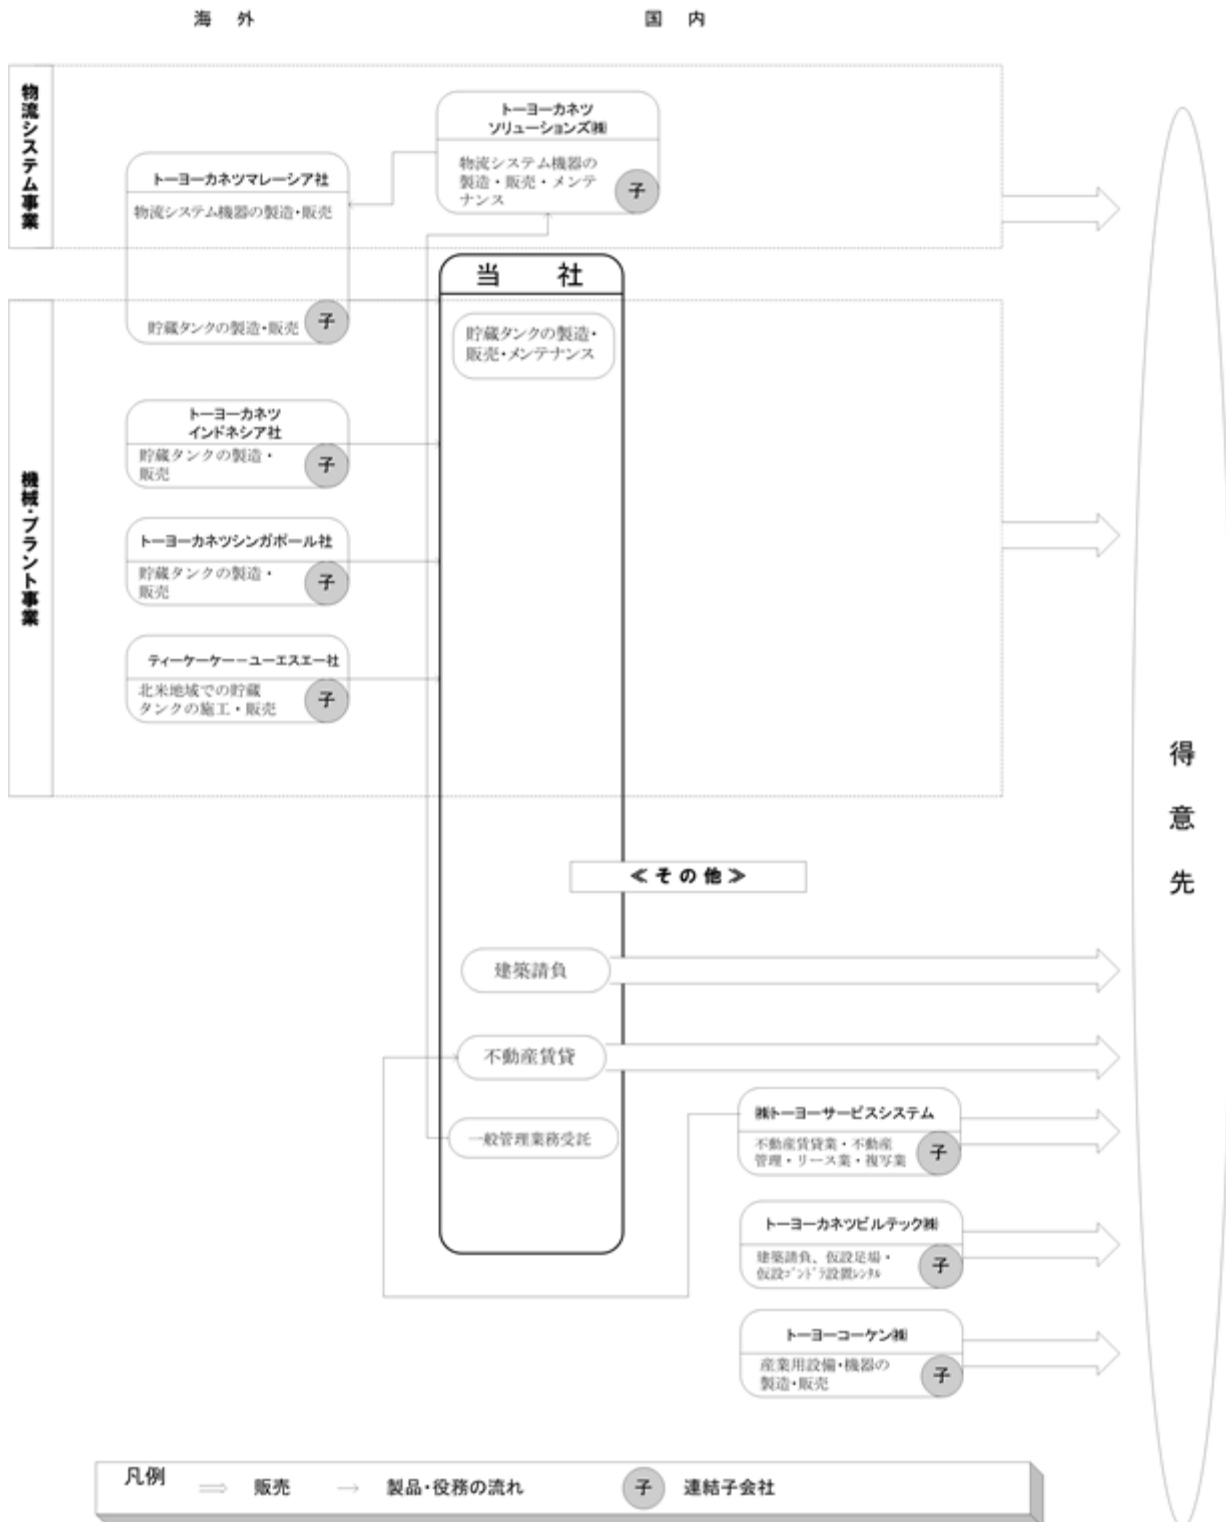 海 外
国 内
物流システム事業
トーヨーカネツ
ソリューションズ㈱
物流システム機器の
製造・販売・メンテ
ナンス
子
トーヨーカネツマレーシア社
物流システム機器の製造・販売
貯蔵タンクの製造・販売
子
当 社
貯蔵タンクの製造・
販売・メンテナンス
機械・プラント事業
トーヨーカネツ
インドネシア社
貯蔵タンクの製造・
販売
子
トーヨーカネツシンガポール社
貯蔵タンクの製造・
販売
子
ティーケーケーーユーエスエー社
北米地域での貯蔵
タンクの施工・販売
子
得意先
≪その他≫
建築請負
不動産賃貸
一般管理業務受託
㈱トーヨーサービスシステム
不動産賃貸業・不動産
管理・リース業・複写業
子
トーヨーカネツビルテック㈱
建築請負、仮設足場・
仮設ｺﾞﾝﾄﾞﾗ設置ﾚﾝﾀﾙ
子
トーヨーコーケン㈱
産業用設備・機器の
製造・販売
子
凡例
⇒ 販売 → 製品・役務の流れ 子 連結子会社